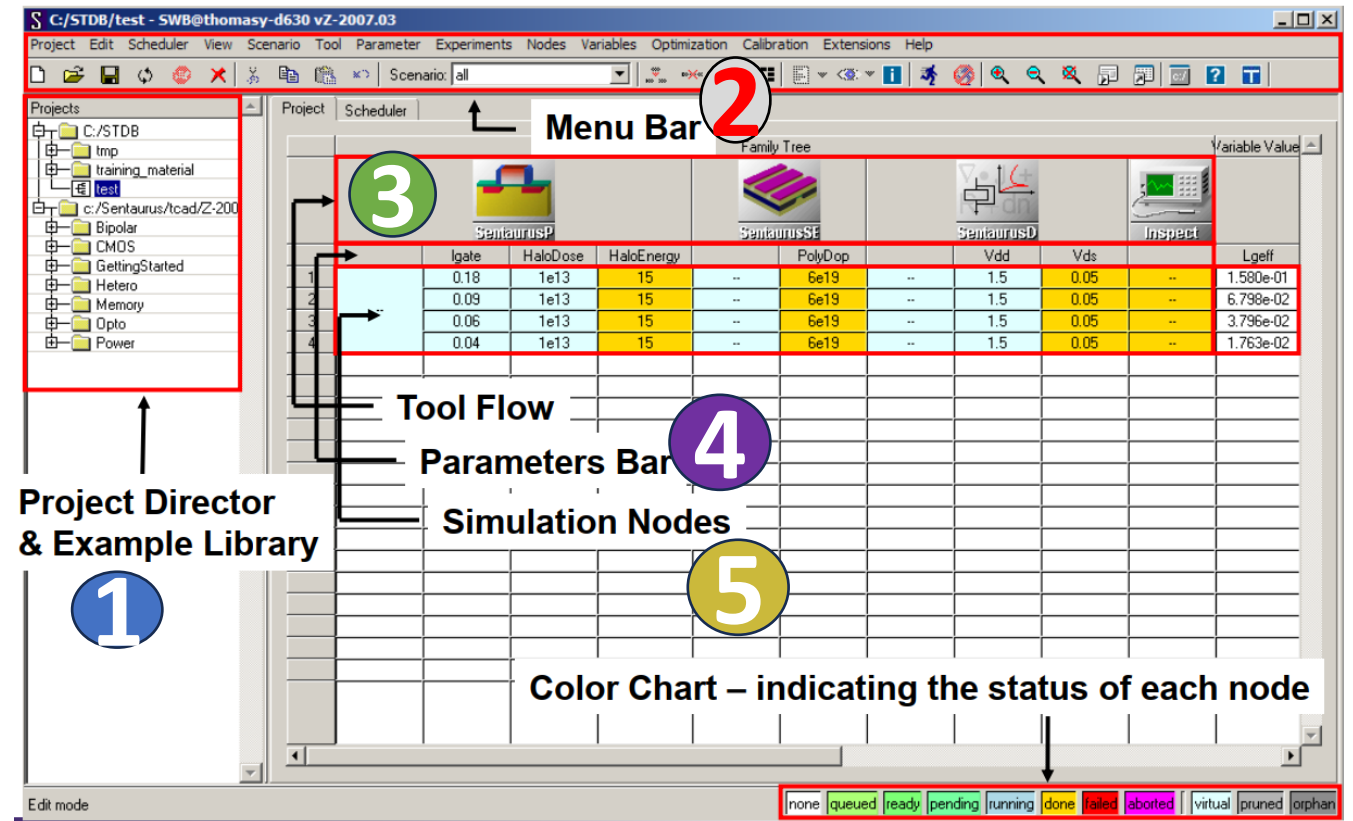 C:/STDB/test - SWB@thomasy-d630 vZ-2007.03
Project Edit Scheduler View Scenario Tool Parameter Experiments Nodes Variables Optimization Calibration Extensions Help
Scenario: all
2
Menu Bar
Projects
C:/STDB
tmp
training_material
test
c:/Sentaurus/tcad/Z-200
Bipolar
CMOS
GettingStarted
Hetero
Memory
Opto
Power
Project Scheduler
Family Tree Variable Value
3
SentaurusP SentaurusSE SentaurusD Inspect
lgate HaloDose HaloEnergy PolyDop Vdd Vds Lgeff
1 0.18 1e13 15 -- 6e19 -- 1.5 0.05 -- 1.580e-01
2 0.09 1e13 15 -- 6e19 -- 1.5 0.05 -- 6.798e-02
3 -- 0.06 1e13 15 -- 6e19 -- 1.5 0.05 -- 3.796e-02
4 0.04 1e13 15 -- 6e19 -- 1.5 0.05 -- 1.763e-02
Tool Flow
4
Parameters Bar
Simulation Nodes
5
Project Director
& Example Library
1
Color Chart – indicating the status of each node
Edit mode
none queued ready pending running done failed aborted virtual pruned orphan